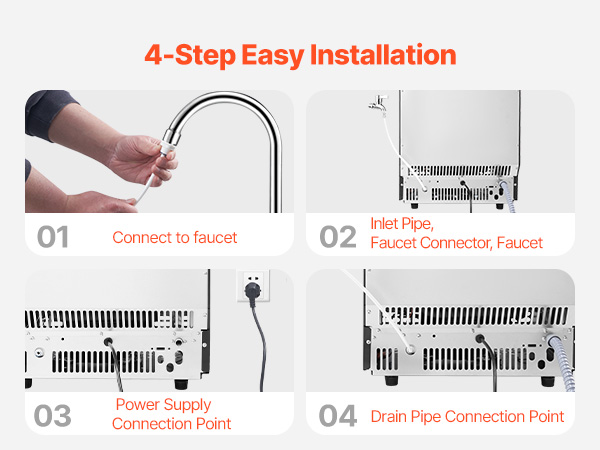 4-Step Easy Installation
01
Connect to faucet
02
Inlet Pipe,
Faucet Connector, Faucet
03
Power Supply
Connection Point
04
Drain Pipe Connection Point